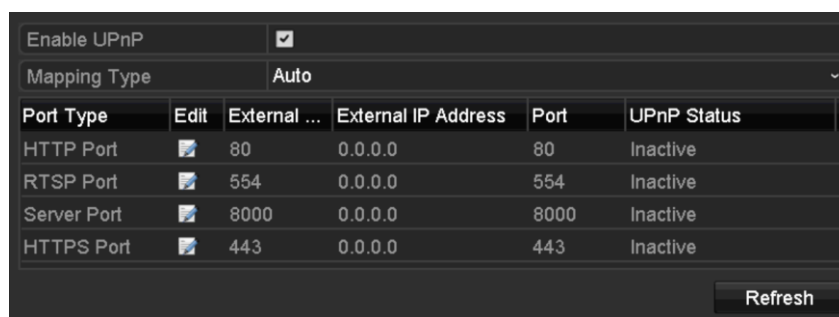 Enable UPnP
Mapping Type Auto
Port Type Edit External ... External IP Address Port UPnP Status
HTTP Port 80 0.0.0.0 80 Inactive
RTSP Port 554 0.0.0.0 554 Inactive
Server Port 8000 0.0.0.0 8000 Inactive
HTTPS Port 443 0.0.0.0 443 Inactive
Refresh